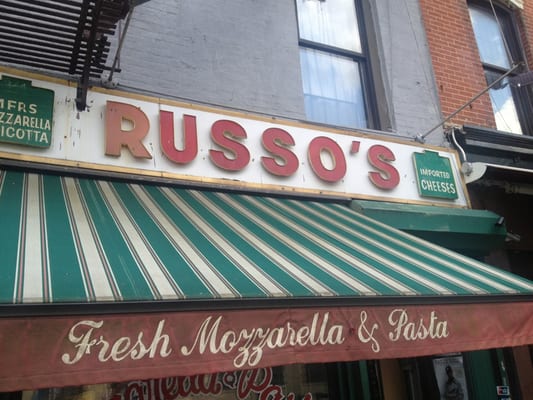 MFRS
MOZZARELLA
RICOTTA
RUSSO'S
IMPORTED
CHEESES
Fresh Mozzarella & Pasta